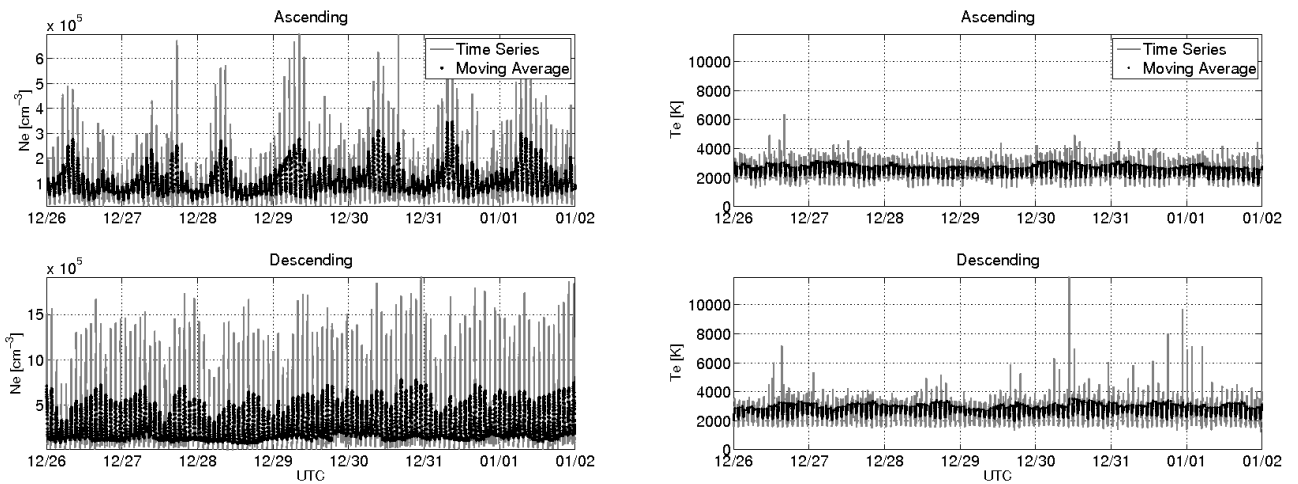 Ascending
x 10^5
Ne [cm^-3]
6
5
4
3
2
1
Time Series
Moving Average
12/26 12/27 12/28 12/29 12/30 12/31 01/01 01/02
Ascending
Te [K]
10000
8000
6000
4000
2000
0
Time Series
Moving Average
12/26 12/27 12/28 12/29 12/30 12/31 01/01 01/02
Descending
x 10^5
Ne [cm^-3]
15
10
5
12/26 12/27 12/28 12/29 12/30 12/31 01/01 01/02
UTC
Descending
Te [K]
10000
8000
6000
4000
2000
0
12/26 12/27 12/28 12/29 12/30 12/31 01/01 01/02
UTC